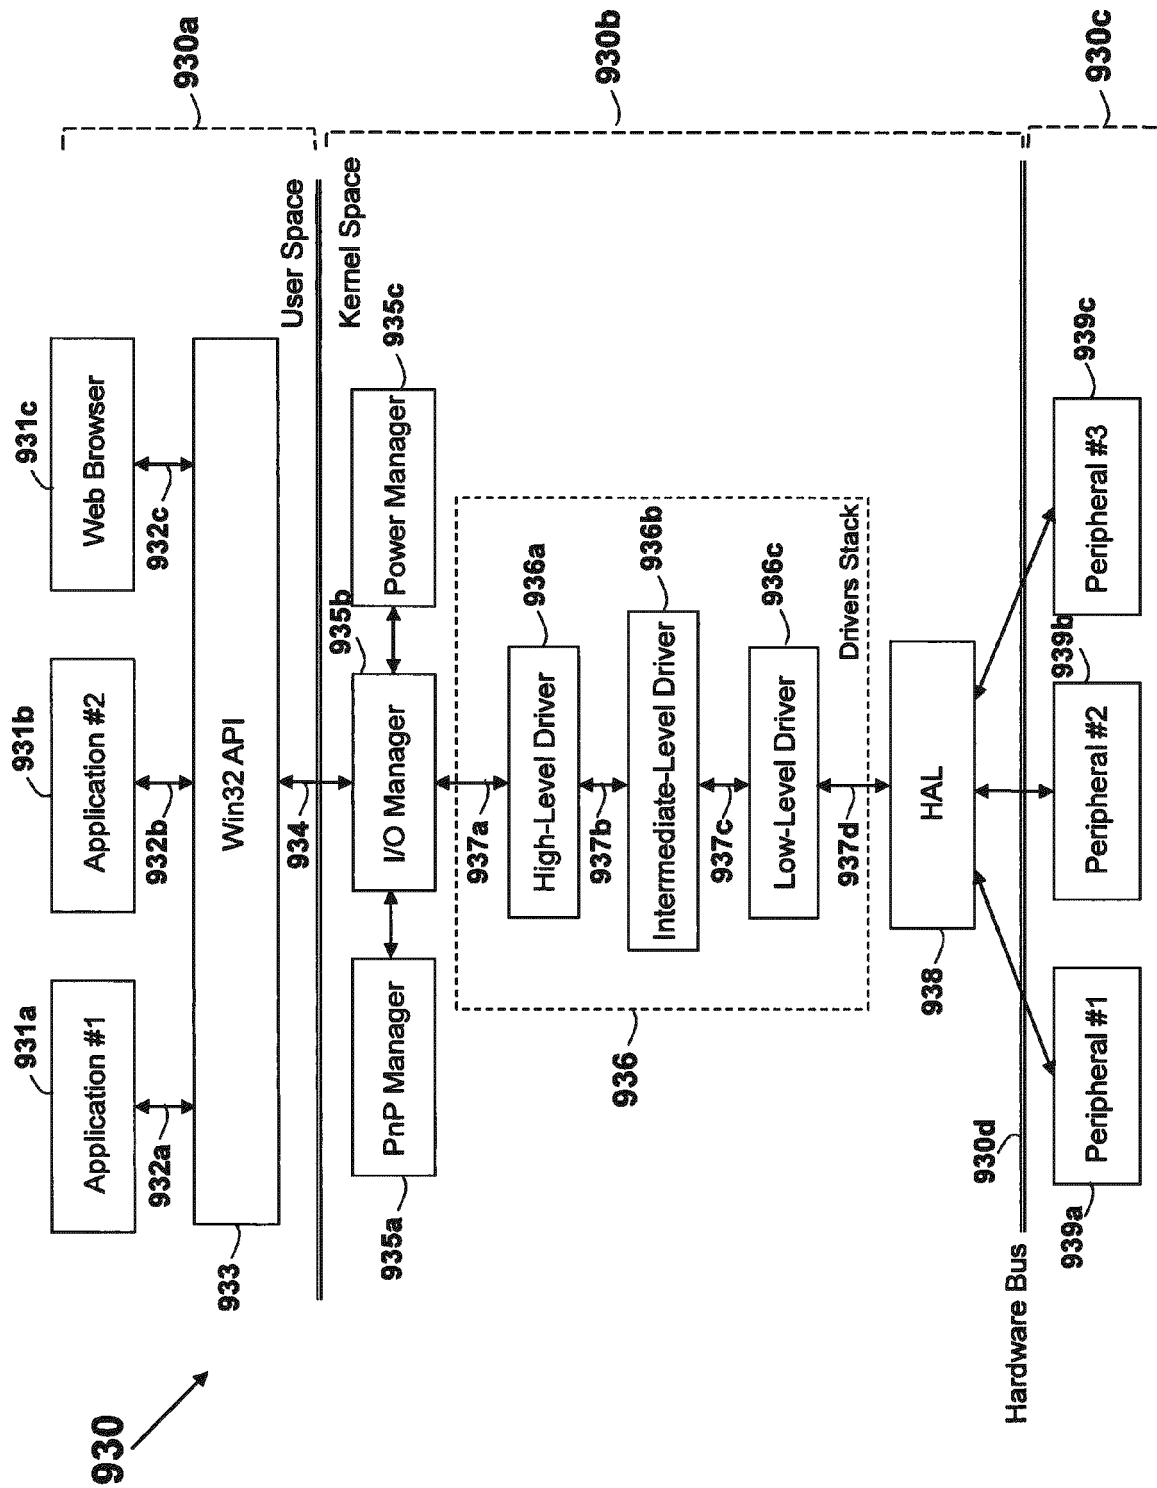 930
931a
931b
931c
Application #1
Application #2
Web Browser
932a
932b
932c
930a
933
Win32 API
User Space
934
Kernel Space
935a
935b
935c
PnP Manager
I/O Manager
Power Manager
937a
936a
High-Level Driver
930b
937b
936
936b
Intermediate-Level Driver
937c
936c
Low-Level Driver
937d
Drivers Stack
938
HAL
930d
Hardware Bus
939a
939b
939c
Peripheral #1
Peripheral #2
Peripheral #3
930c